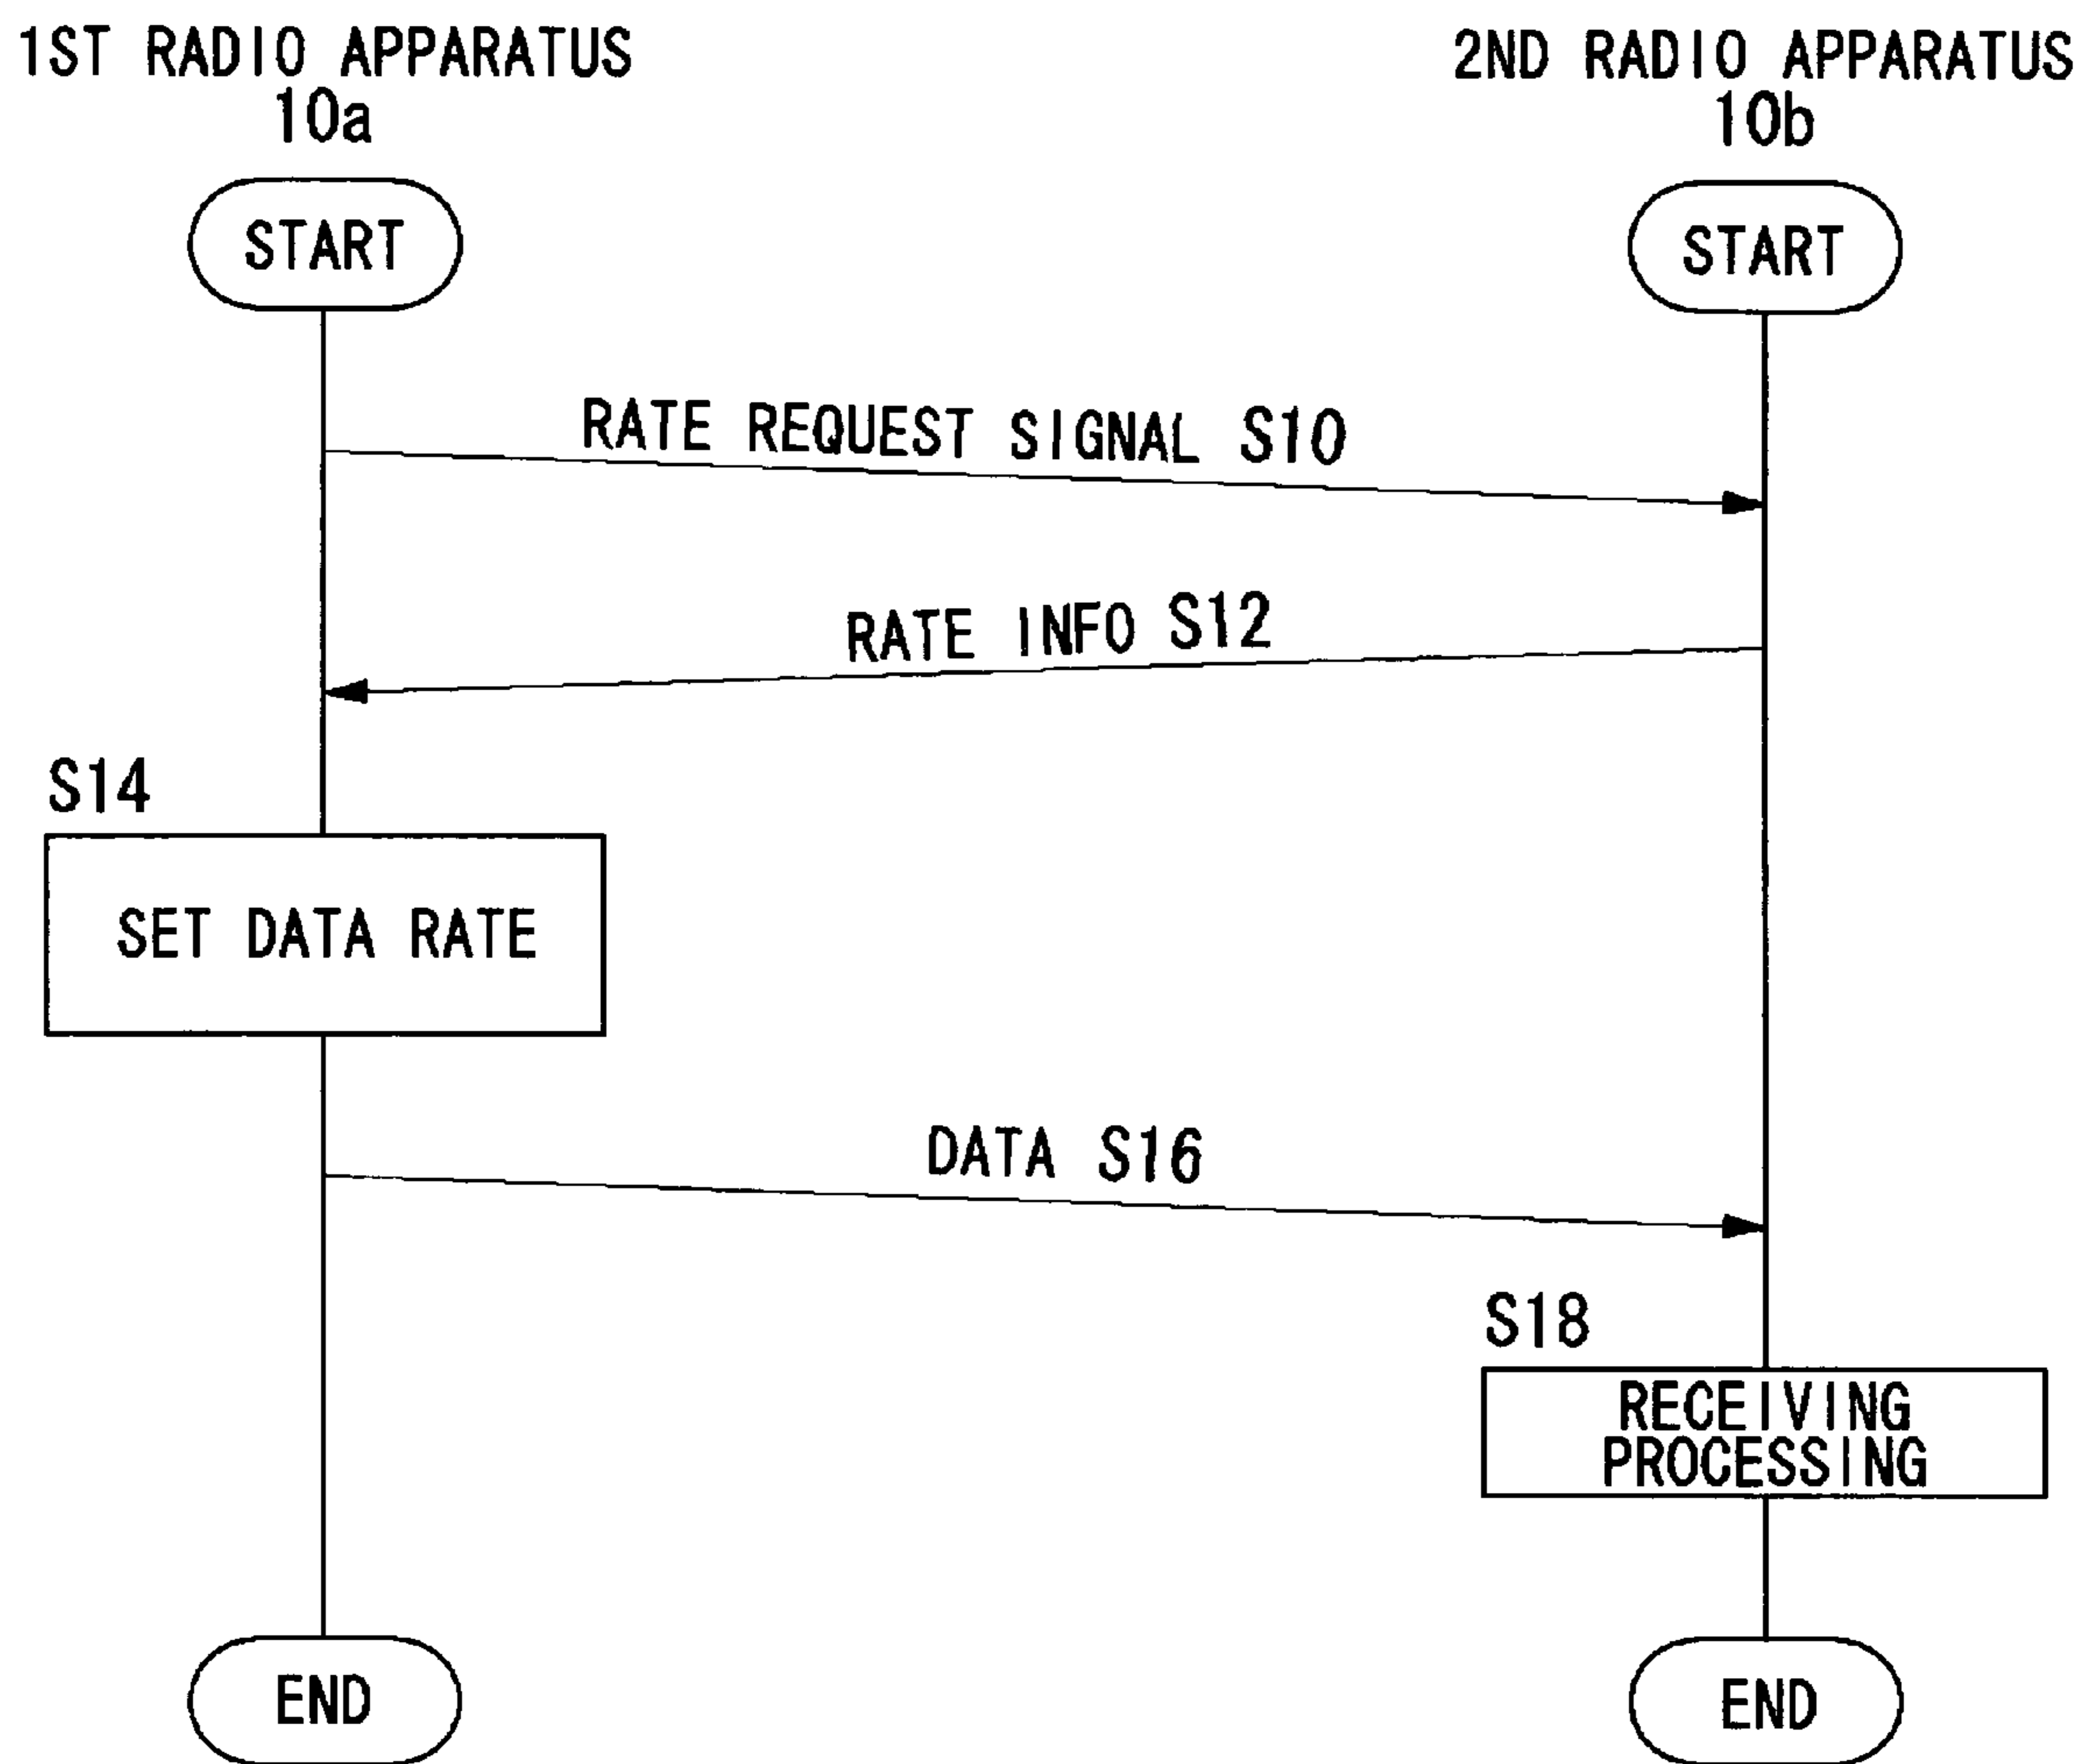 1ST RADIO APPARATUS
10a
2ND RADIO APPARATUS
10b
START
START
RATE REQUEST SIGNAL S10
RATE INFO S12
S14
SET DATA RATE
DATA S16
S18
RECEIVING
PROCESSING
END
END